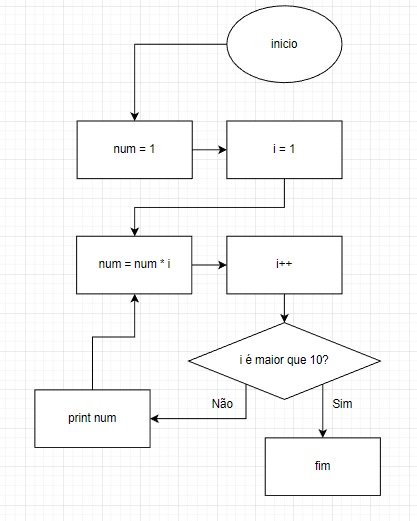 inicio
num = 1
i = 1
num = num * i
i++
i é maior que 10?
Não
Sim
print num
fim